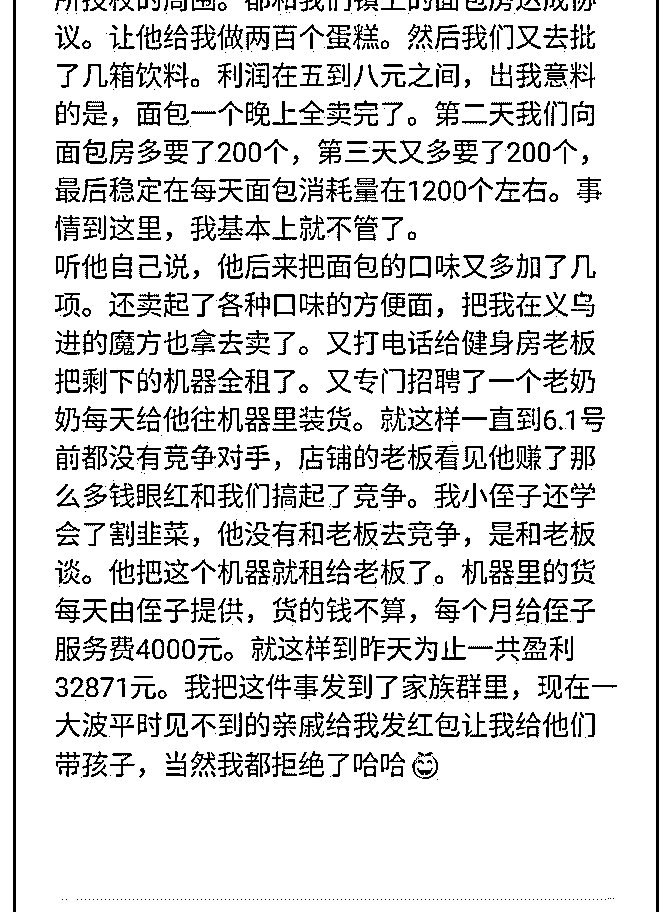 议。让他给我做两百个蛋糕。然后我们又去批
了几箱饮料。利润在五到八元之间，出我意料
的是，面包一个晚上全卖完了。第二天我们向
面包房多要了200个，第三天又多要了200个，
最后稳定在每天面包消耗量在1200个左右。事
情到这里，我基本上就不管了。
听他自己说，他后来把面包的口味又多加了几
项。还卖起了各种口味的方便面，把我在义乌
进的魔方也拿去卖了。又打电话给健身房老板
把剩下的机器全租了。又专门招聘了一个老奶
奶每天给他往机器里装货。就这样一直到6.1号
前都没有竞争对手，店铺的老板看见他赚了那
么多钱眼红和我们搞起了竞争。我小侄子还学
会了割韭菜，他没有和老板去竞争，是和老板
谈。他把这个机器就租给老板了。机器里的货
每天由侄子提供，货的钱不算，每个月给侄子
服务费4000元。就这样到昨天为止一共盈利
32871元。我把这件事发到了家族群里，现在一
大波平时见不到的亲戚给我发红包让我给他们
带孩子，当然我都拒绝了哈哈😄